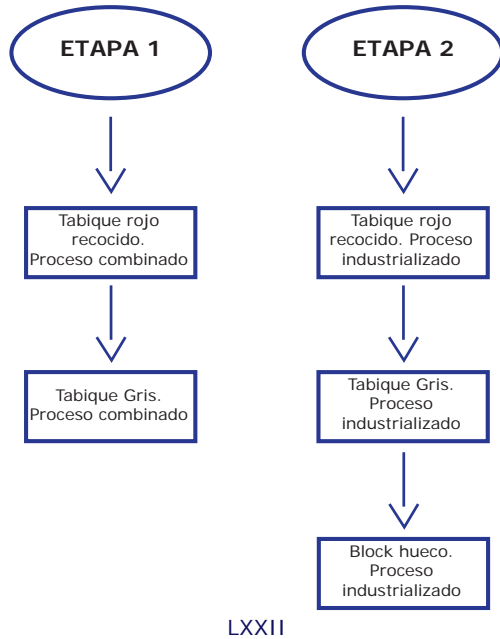 ETAPA 1
Tabique rojo
recocido.
Proceso combinado
Tabique Gris.
Proceso combinado
ETAPA 2
Tabique rojo
recocido. Proceso
industrializado
Tabique Gris.
Proceso
industrializado
Block hueco.
Proceso
industrializado
LXXII